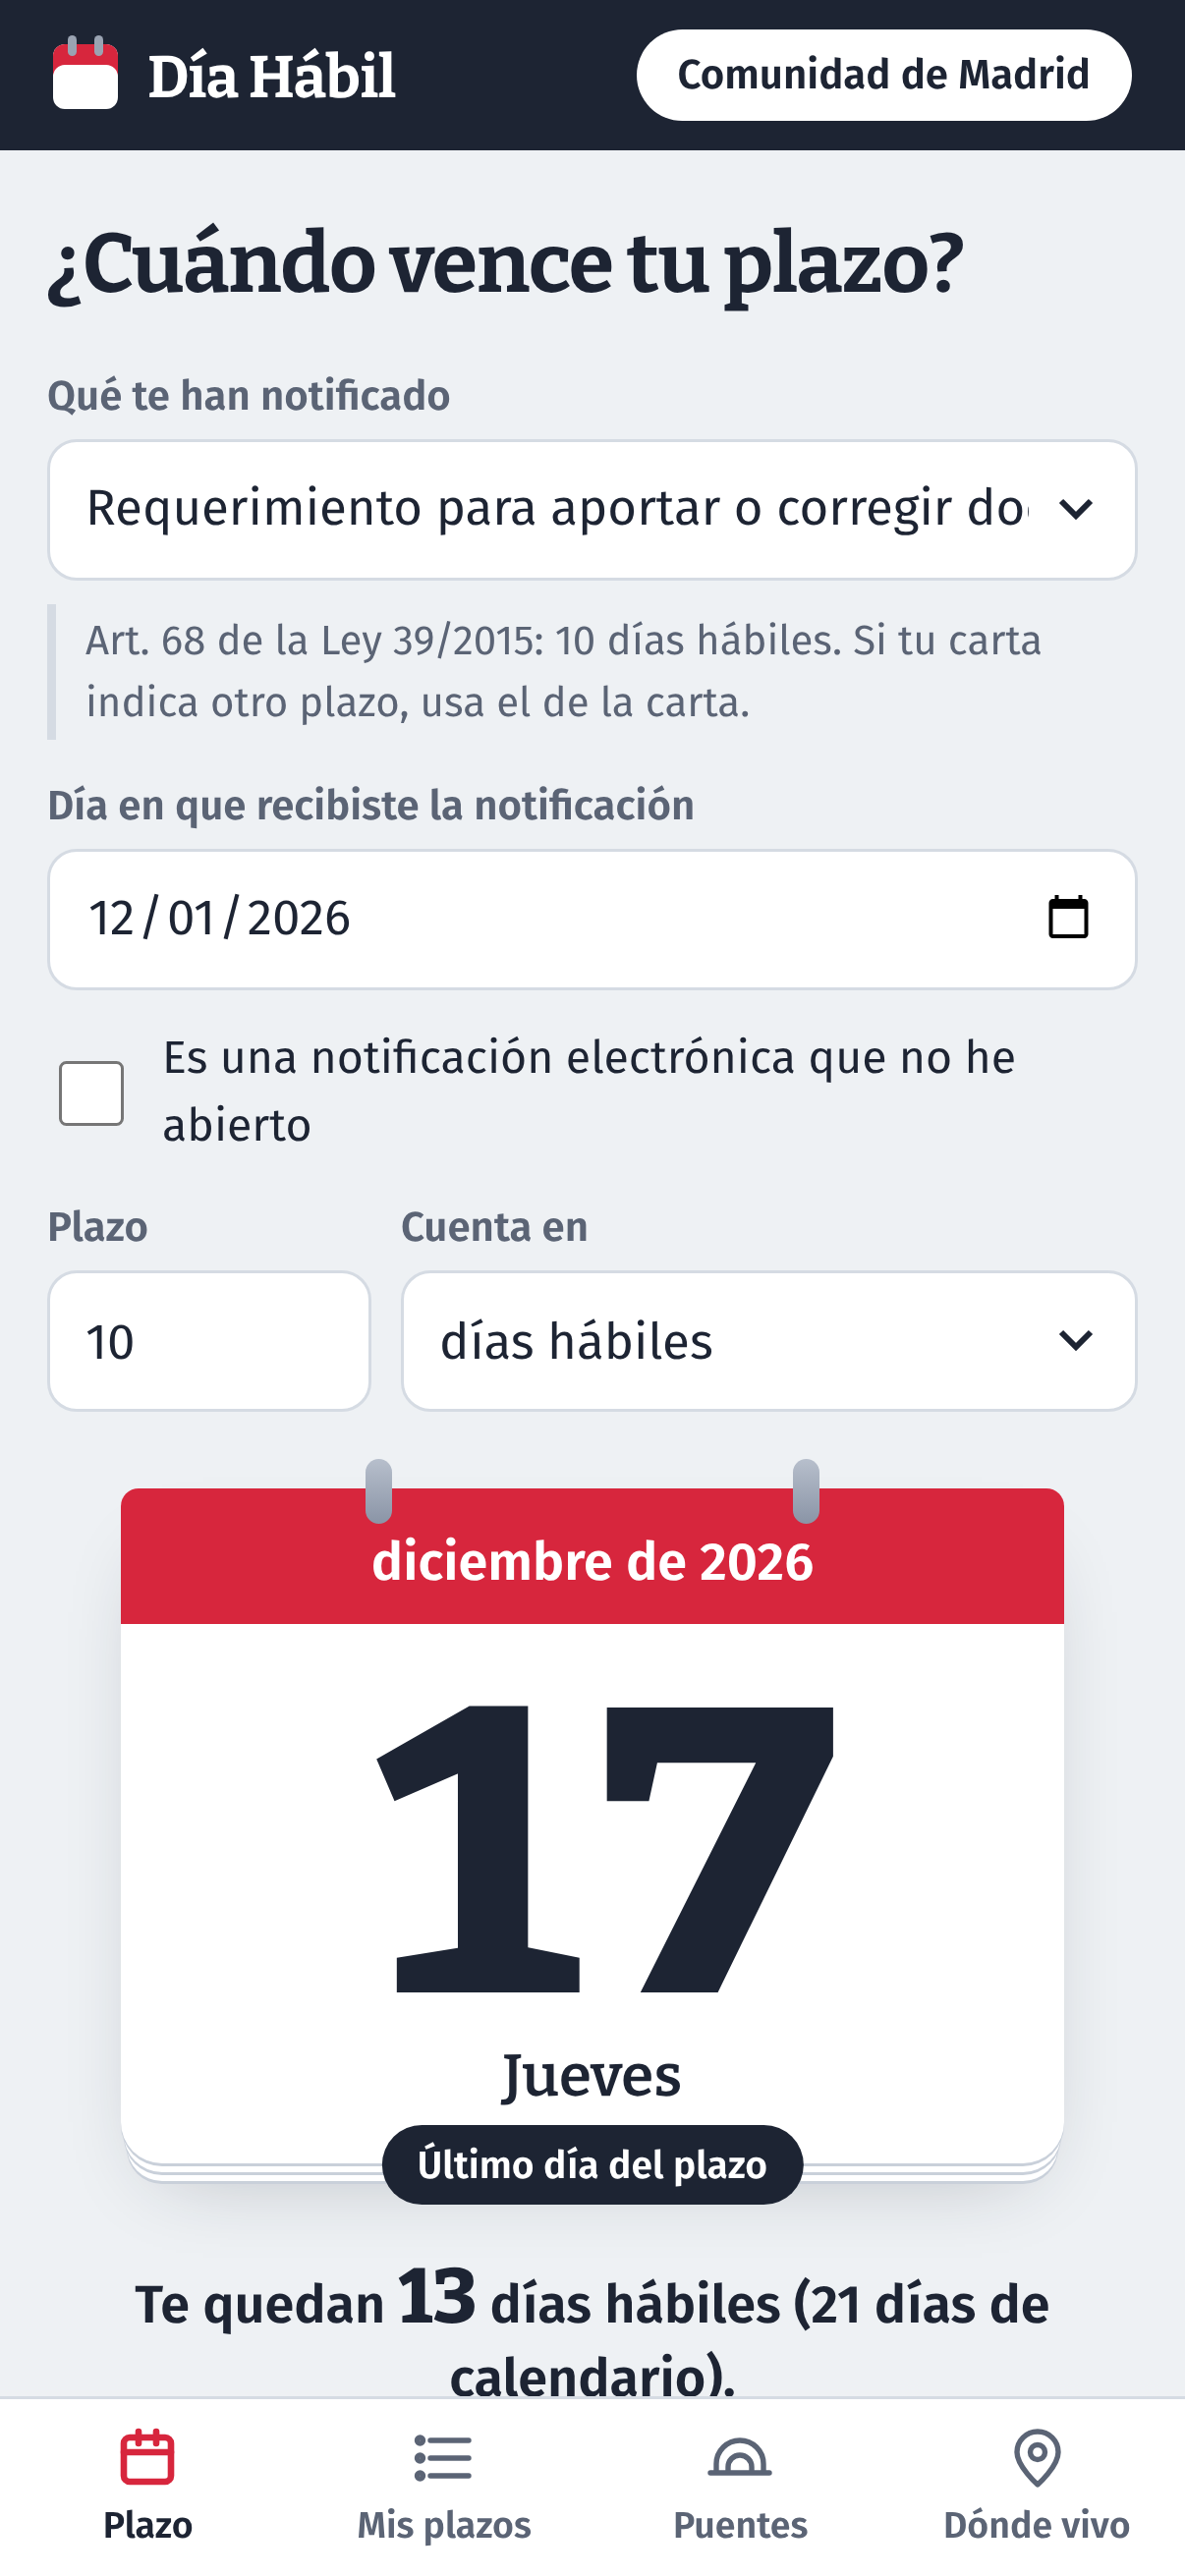 Día Hábil
Comunidad de Madrid
¿Cuándo vence tu plazo?
Qué te han notificado
Requerimiento para aportar o corregir
Art. 68 de la Ley 39/2015: 10 días hábiles. Si tu carta
indica otro plazo, usa el de la carta.
Día en que recibiste la notificación
12/01/2026
Es una notificación electrónica que no he
abierto
Plazo
Cuenta en
10
días hábiles
diciembre de 2026
17
Jueves
Último día del plazo
Te quedan 13 días hábiles (21 días de
calendario).
Plazo
Mis plazos
Puentes
Dónde vivo